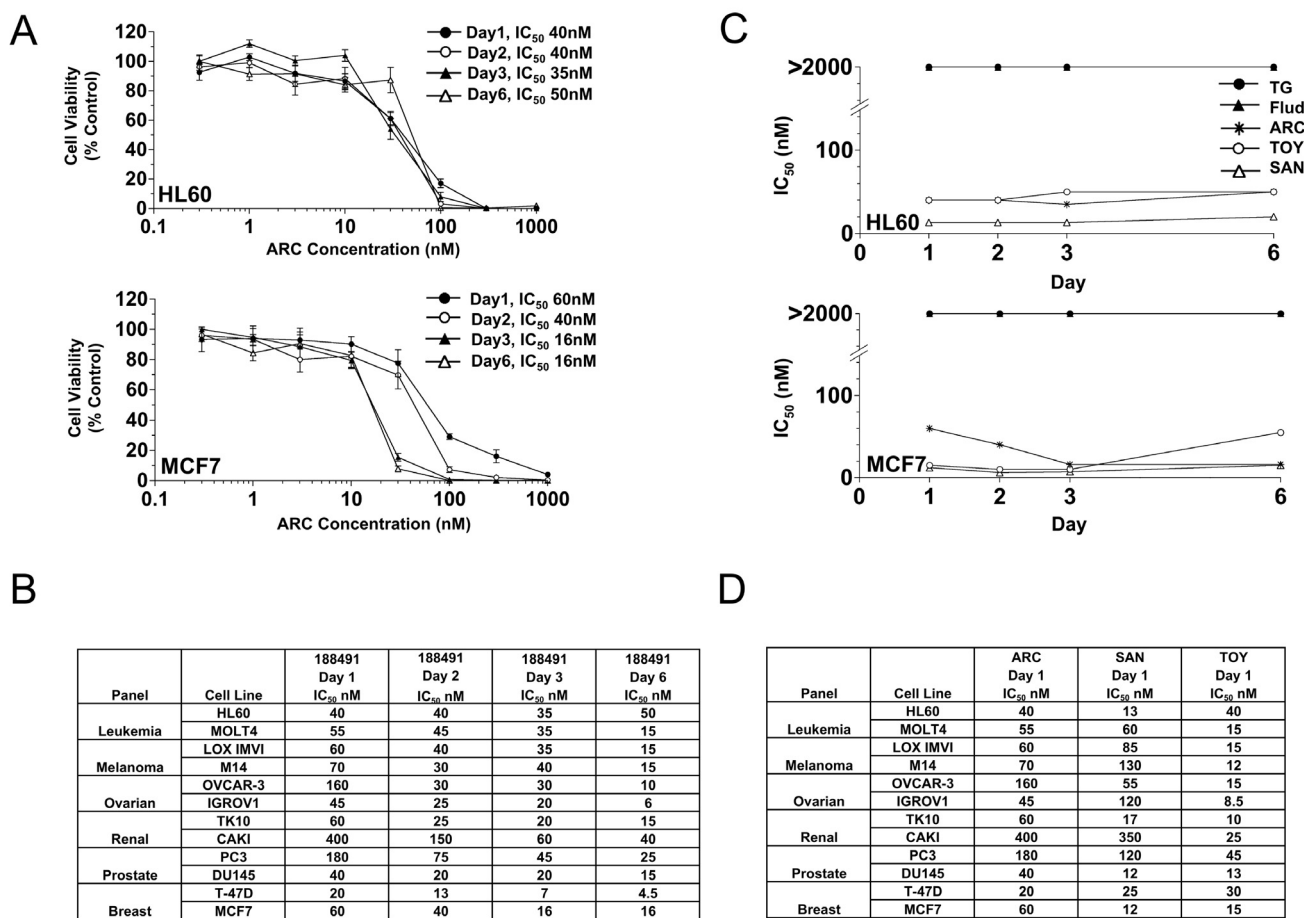 A
120
100
80
60
40
20
0
Cell Viability
(% Control)
Day1, IC50 40nM
Day2, IC50 40nM
Day3, IC50 35nM
Day6, IC50 50nM
HL60
0.1 1 10 100 1000
ARC Concentration (nM)
120
100
80
60
40
20
0
Cell Viability
(% Control)
Day1, IC50 60nM
Day2, IC50 40nM
Day3, IC50 16nM
Day6, IC50 16nM
MCF7
0.1 1 10 100 1000
ARC Concentration (nM)
C
>2000
100
0
IC50 (nM)
TG
Flud
ARC
TOY
SAN
HL60
0 1 2 3 6
Day
>2000
100
0
IC50 (nM)
MCF7
0 1 2 3 6
Day
B
188491 188491 188491 188491
Day 1 Day 2 Day 3 Day 6
Panel Cell Line IC50 nM IC50 nM IC50 nM IC50 nM
HL60 40 40 35 50
Leukemia MOLT4 55 45 35 15
LOX IMVI 60 40 35 15
Melanoma M14 70 30 40 15
OVCAR-3 160 30 30 10
Ovarian IGROV1 45 25 20 6
TK10 60 25 20 15
Renal CAKI 400 150 60 40
PC3 180 75 45 25
Prostate DU145 40 20 20 15
T-47D 20 13 7 4.5
Breast MCF7 60 40 16 16
D
ARC SAN TOY
Day 1 Day 1 Day 1
Panel Cell Line IC50 nM IC50 nM IC50 nM
HL60 40 13 40
Leukemia MOLT4 55 60 15
LOX IMVI 60 85 15
Melanoma M14 70 130 12
OVCAR-3 160 55 15
Ovarian IGROV1 45 120 8.5
TK10 60 17 10
Renal CAKI 400 350 25
PC3 180 120 45
Prostate DU145 40 12 13
T-47D 20 25 30
Breast MCF7 60 12 15